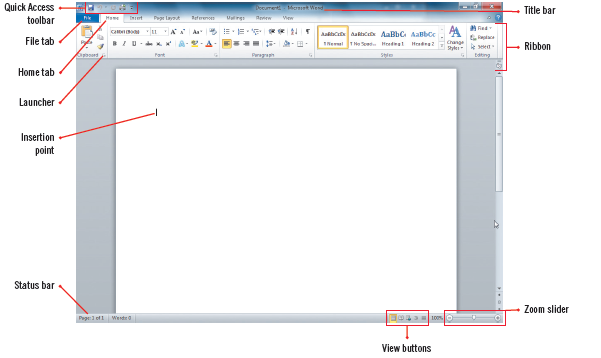 Quick Access
toolbar
File tab
Home tab
Launcher
Insertion
point
Status bar
Title bar
Ribbon
Zoom slider
View buttons
Document1 - Microsoft Word
File Home Insert Page Layout References Mailings Review View
Paste
Clipboard
Calibri (Body) 11
Font
Paragraph
AaBbCcDc AaBbCcDc AaBbCc AaBbCc
¶ Normal ¶ No Spaci... Heading 1 Heading 2
Change
Styles
Styles
Find
Replace
Select
Editing
Page: 1 of 1 Words: 0
100%